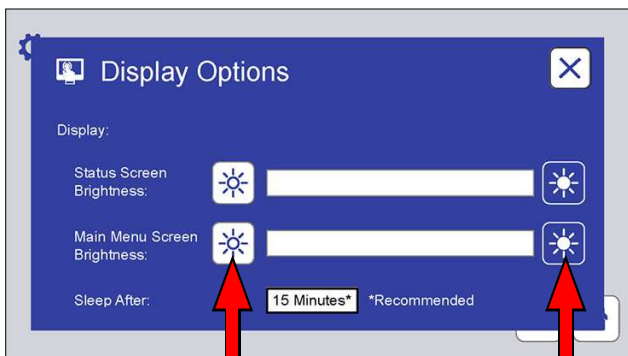 Display Options
Display:
Status Screen
Brightness:
Main Menu Screen
Brightness:
Sleep After:
15 Minutes* *Recommended